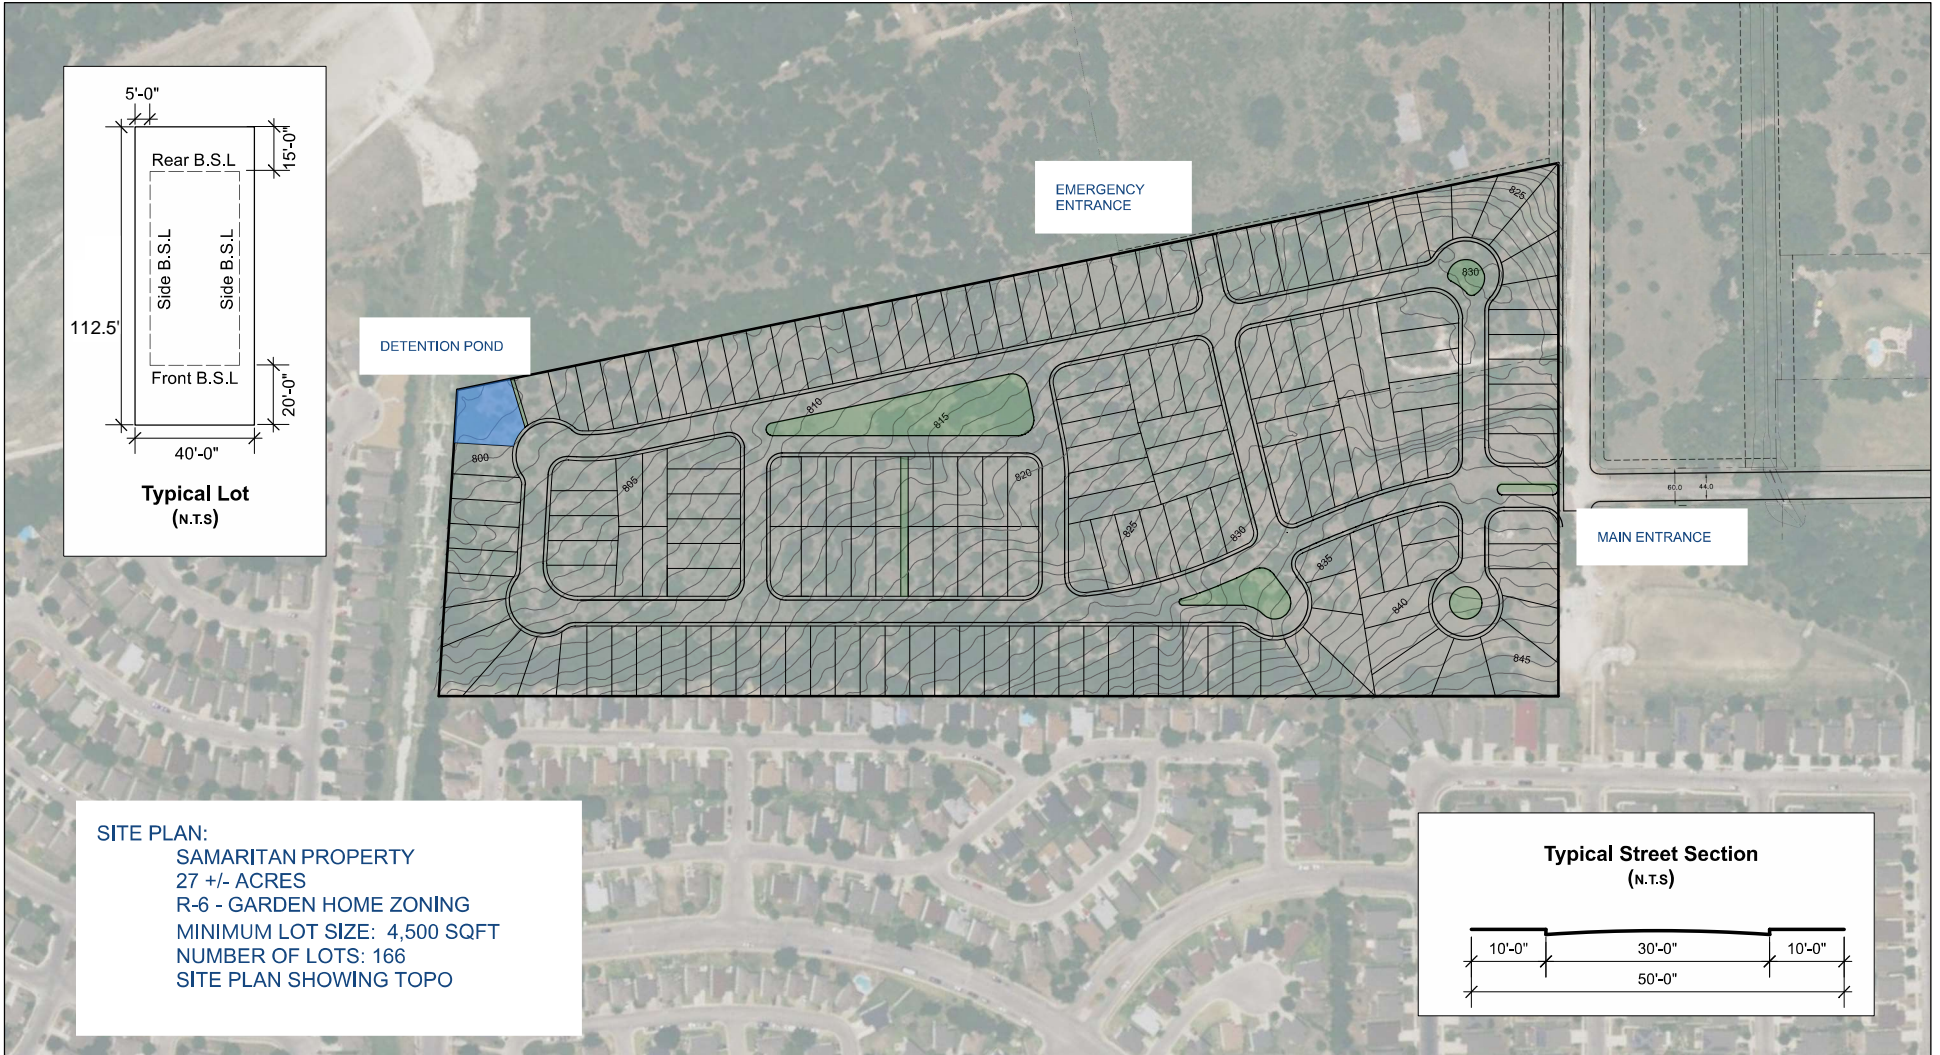 5'-0"
15'-0"
Rear B.S.L
Side B.S.L
Side B.S.L
112.5'
Front B.S.L
20'-0"
40'-0"
Typical Lot
(N.T.S)
EMERGENCY
ENTRANCE
DETENTION POND
MAIN ENTRANCE
825
830
810
815
800
805
820
825
830
835
840
845
60.0
44.0
SITE PLAN:
SAMARITAN PROPERTY
27 +/- ACRES
R-6 - GARDEN HOME ZONING
MINIMUM LOT SIZE: 4,500 SQFT
NUMBER OF LOTS: 166
SITE PLAN SHOWING TOPO
Typical Street Section
(N.T.S)
10'-0"
30'-0"
10'-0"
50'-0"